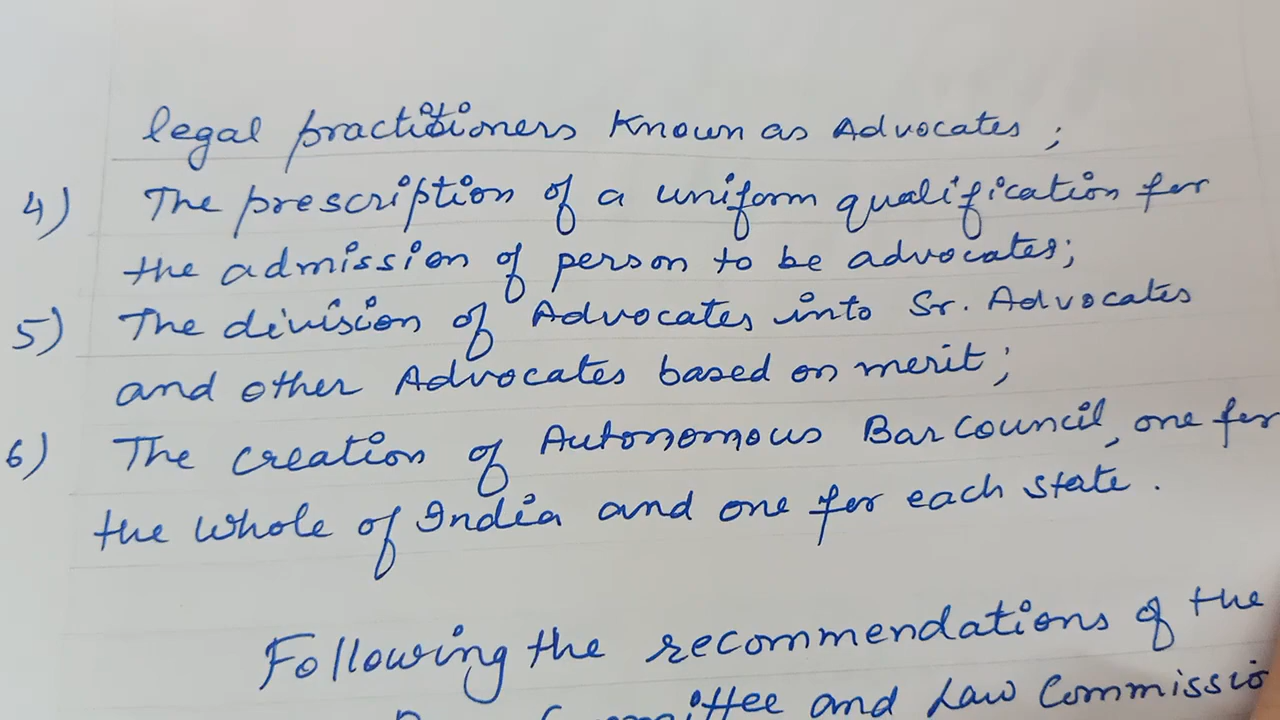 legal practitioners Known as Advocates ;
4) The prescription of a uniform qualification for
the admission of person to be advocates;
5) The division of Advocates into Sr. Advocates
and other Advocates based on merit ;
6) The creation of Autonomous Bar Council, one for
the whole of India and one for each state .
Following the recommendations of the
and Law Commissio